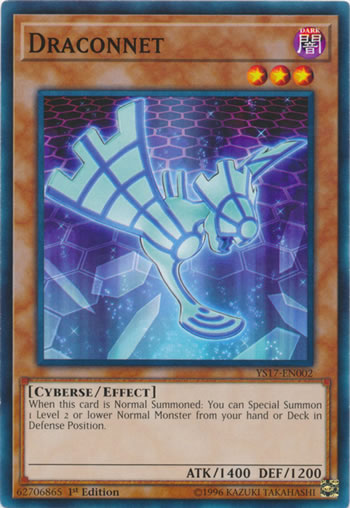 DRACONNET
DARK
闇
YS17-EN002
[CYBERSE/EFFECT]
When this card is Normal Summoned: You can Special Summon
1 Level 2 or lower Normal Monster from your hand or Deck in
Defense Position.
ATK/1400 DEF/1200
62706865 1st Edition ©1996 KAZUKI TAKAHASHI